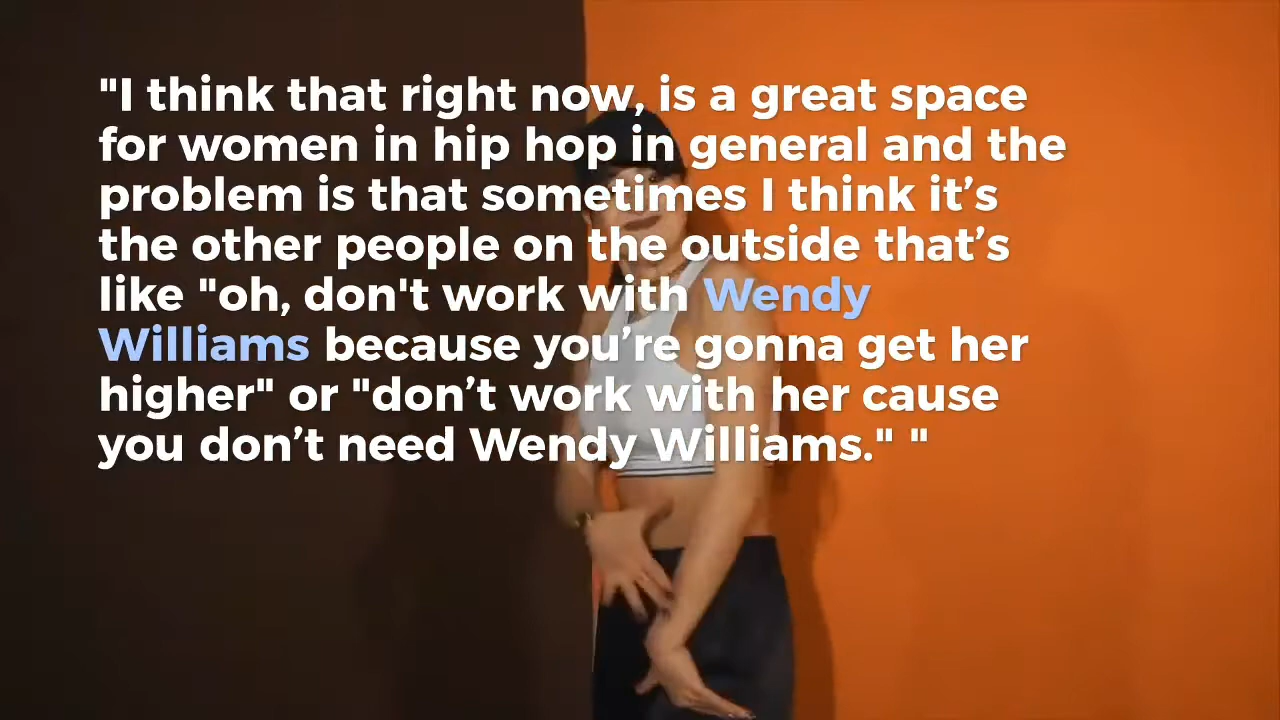 "I think that right now, is a great space
for women in hip hop in general and the
problem is that sometimes I think it’s
the other people on the outside that’s
like "oh, don't work with Wendy
Williams because you’re gonna get her
higher" or "don’t work with her cause
you don’t need Wendy Williams." "